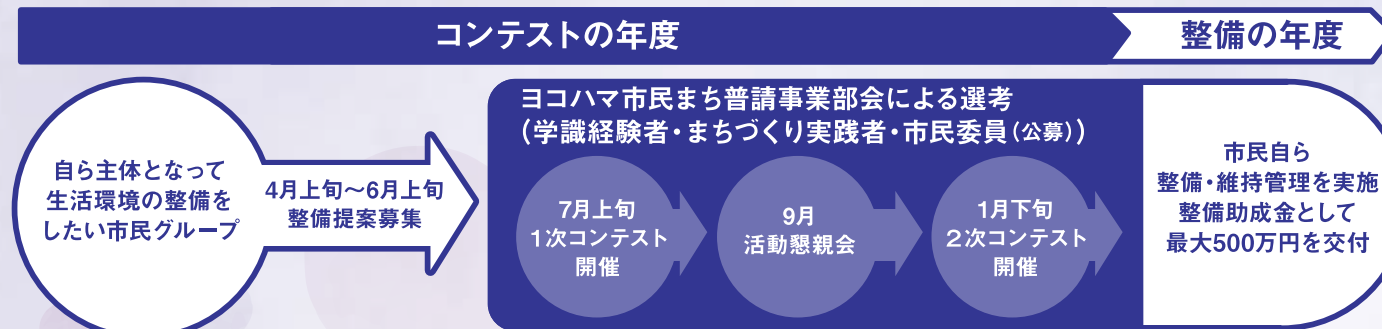 コンテストの年度
整備の年度
自ら主体となって
生活環境の整備を
したい市民グループ
4月上旬～6月上旬
整備提案募集
ヨコハマ市民まち普請事業部会による選考
（学識経験者・まちづくり実践者・市民委員（公募））
7月上旬
1次コンテスト
開催
9月
活動懇親会
1月下旬
2次コンテスト
開催
市民自ら
整備・維持管理を実施
整備助成金として
最大500万円を交付